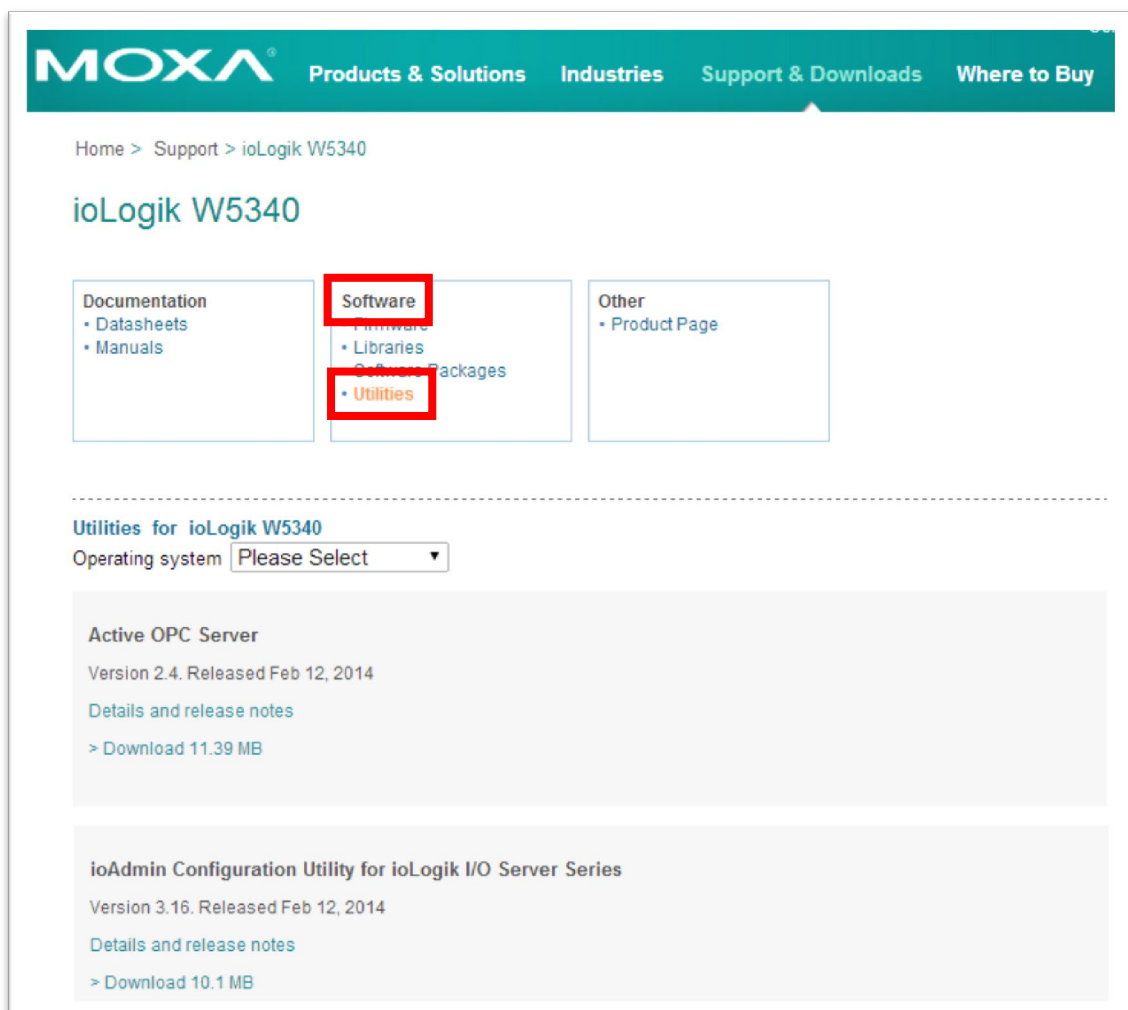 MOXA®
Products & Solutions Industries Support & Downloads Where to Buy
Home > Support > ioLogik W5340
ioLogik W5340
Documentation
• Datasheets
• Manuals
Software
• Firmware
• Libraries
• Software Packages
• Utilities
Other
• Product Page
Utilities for ioLogik W5340
Operating system Please Select ▼
Active OPC Server
Version 2.4. Released Feb 12, 2014
Details and release notes
> Download 11.39 MB
ioAdmin Configuration Utility for ioLogik I/O Server Series
Version 3.16. Released Feb 12, 2014
Details and release notes
> Download 10.1 MB